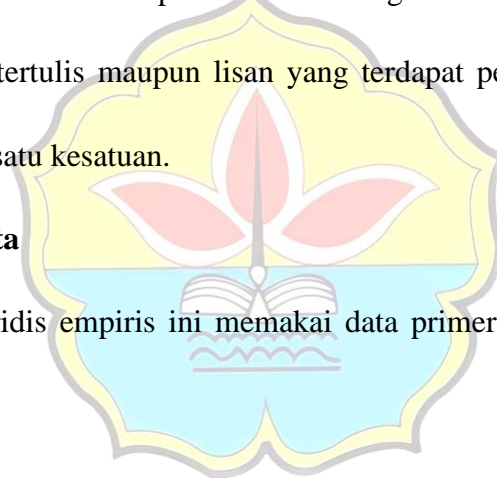 tertulis maupun lisan yang terdapat pe
satu kesatuan.
ta
idis empiris ini memakai data primer